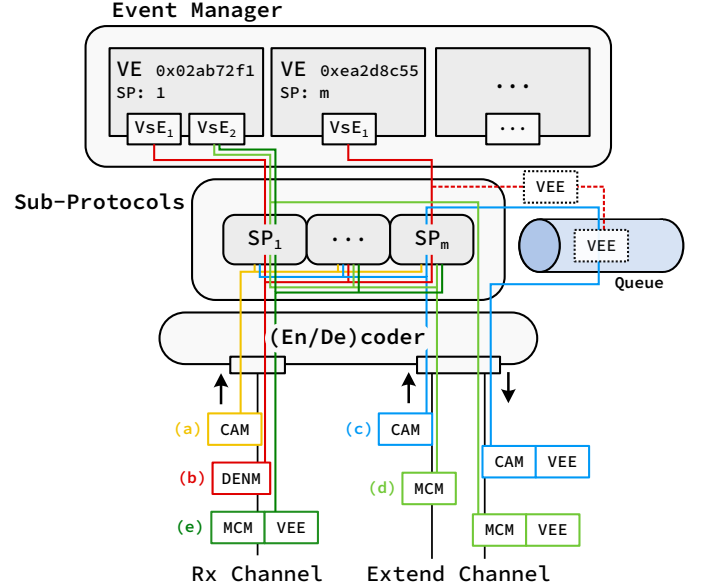 Event Manager
VE 0x02ab72f1
SP: 1
VsE1
VsE2
VE 0xea2d8c55
SP: m
VsE1
...
...
Sub-Protocols
SP1
...
SPm
VEE
VEE
Queue
(En/De)coder
(a) CAM
(b) DENM
(e) MCM VEE
(c) CAM
(d) MCM
CAM VEE
MCM VEE
Rx Channel
Extend Channel